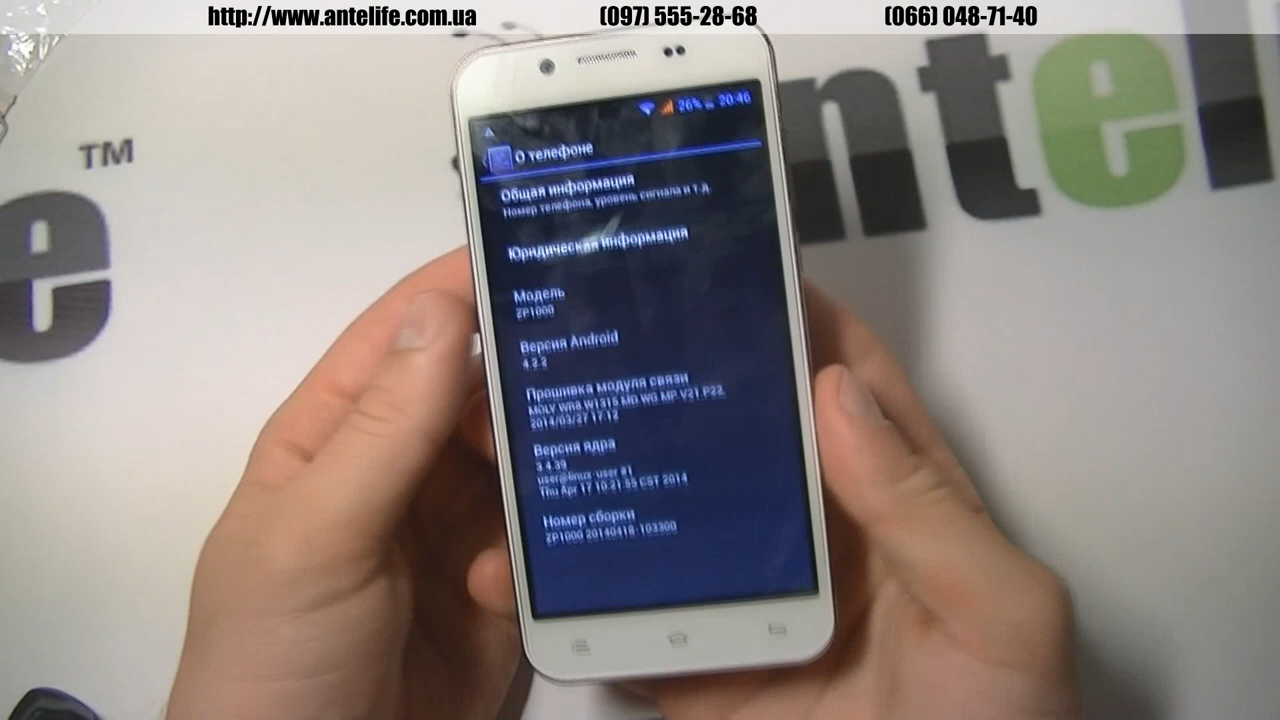 http://www.antelife.com.ua
(097) 555-28-68
(066) 048-71-40
TM
e
antel
26% 20:46
О телефоне
Общая информация
Номер телефона, уровень сигнала и т.д.
Юридическая информация
Модель
ZP1000
Версия Android
4.2.2
Прошивка модуля связи
MOLY.WR8.W1315.MD.WG.MP.V21.P22,
2014/03/27 17:12
Версия ядра
3.4.39
user@linux-user #1
Thu Apr 17 10:21:55 CST 2014
Номер сборки
ZP1000 20140418-103300